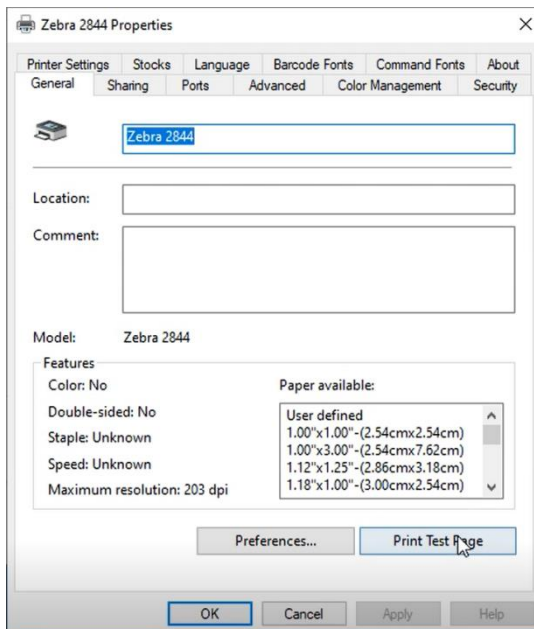 Zebra 2844 Properties
Printer Settings Stocks Language Barcode Fonts Command Fonts About
General Sharing Ports Advanced Color Management Security
Zebra 2844
Location:
Comment:
Model: Zebra 2844
Features
Color: No
Paper available:
Double-sided: No
User defined
Staple: Unknown
1.00"x1.00"-(2.54cmx2.54cm)
1.00"x3.00"-(2.54cmx7.62cm)
Speed: Unknown
1.12"x1.25"-(2.86cmx3.18cm)
Maximum resolution: 203 dpi
1.18"x1.00"-(3.00cmx2.54cm)
Preferences... Print Test Page
OK Cancel Apply Help